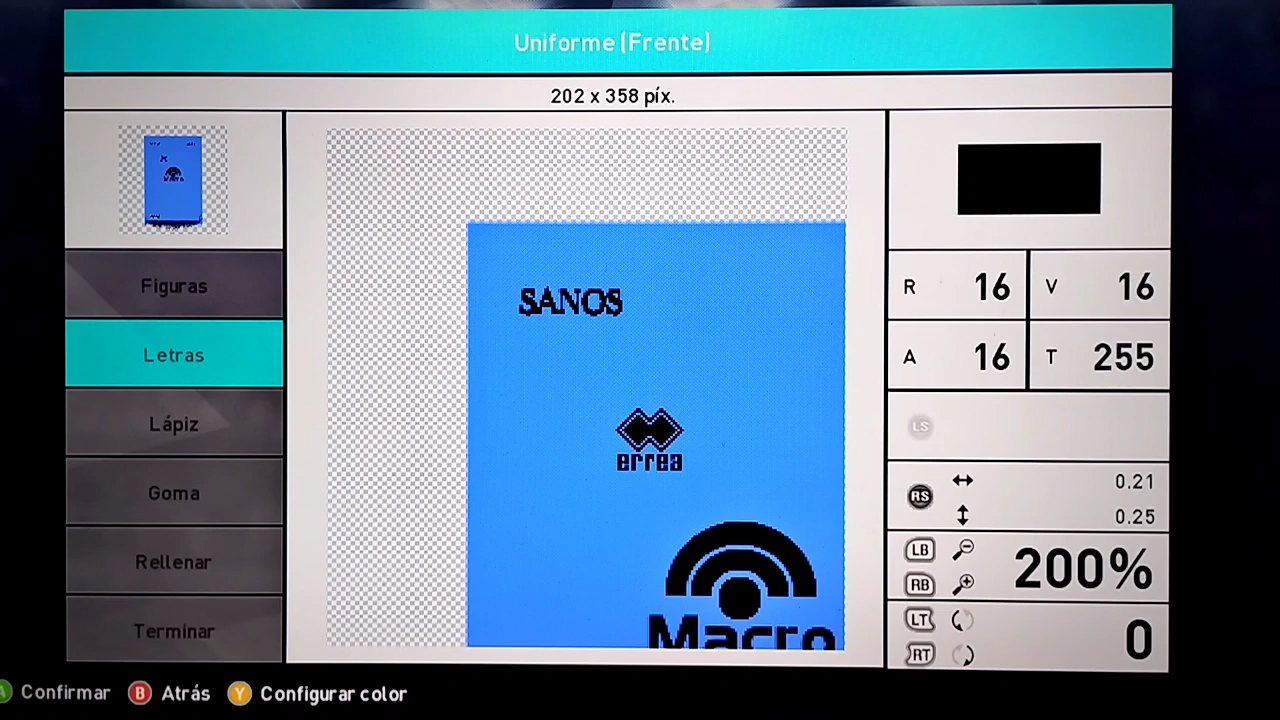 Uniforme (Frente)
202 x 358 píx.
Figuras
Letras
Lápiz
Goma
Rellenar
Terminar
SANOS
errea
Macro
R 16 V 16
A 16 T 255
LS
RS 0.21
0.25
LB
RB
200%
LT
RT
0
A Confirmar B Atrás Y Configurar color